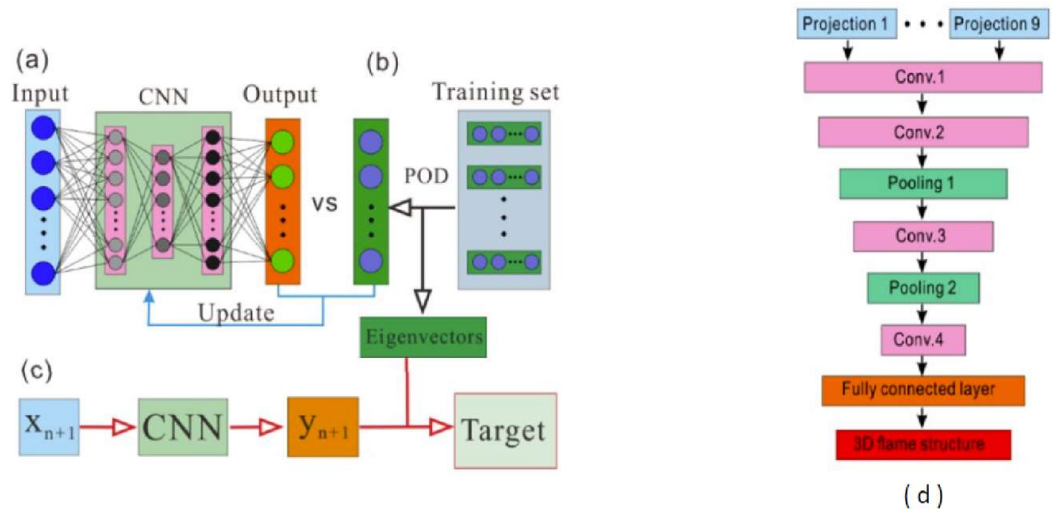 (a)
Input
CNN
Output
vs
Update
(b)
Training set
POD
Eigenvectors
(c)
x n+1
CNN
y n+1
Target
Projection 1
Projection 9
Conv.1
Conv.2
Pooling 1
Conv.3
Pooling 2
Conv.4
Fully connected layer
3D flame structure
( d )